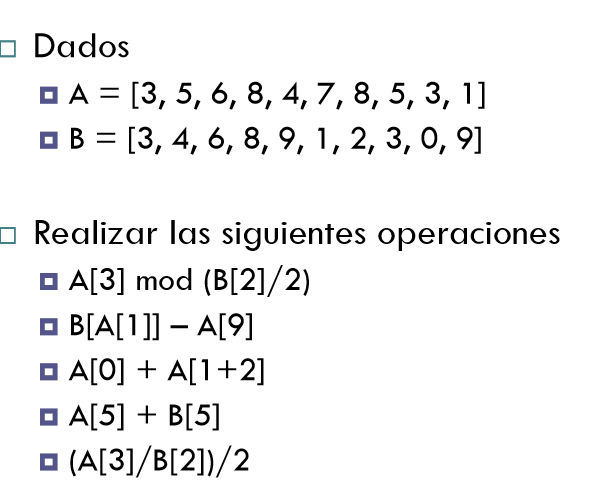 Dados
A = [3, 5, 6, 8, 4, 7, 8, 5, 3, 1]
B = [3, 4, 6, 8, 9, 1, 2, 3, 0, 9]
Realizar las siguientes operaciones
A[3] mod (B[2]/2)
B[A[1]] – A[9]
A[0] + A[1+2]
A[5] + B[5]
(A[3]/B[2])/2